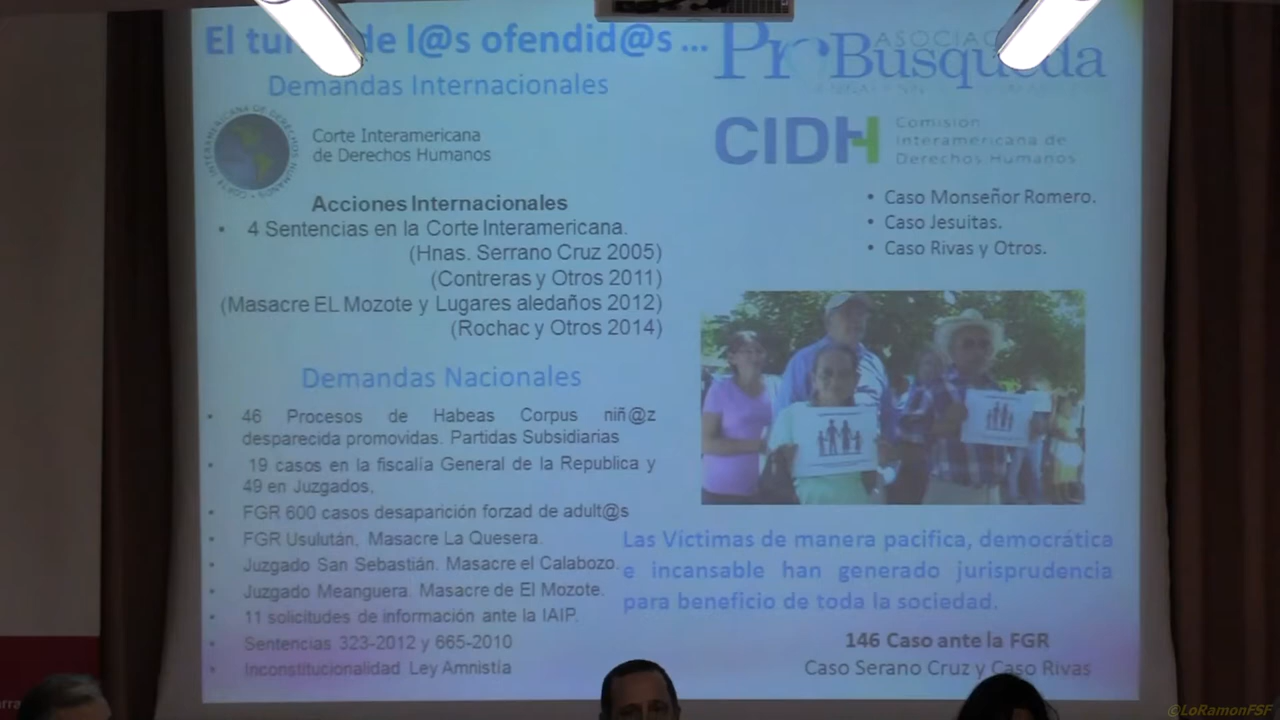 El tu de l@s ofendid@s ...
Demandas Internacionales
Corte Interamericana
de Derechos Humanos
Acciones Internacionales
• 4 Sentencias en la Corte Interamericana.
(Hnas. Serrano Cruz 2005)
(Contreras y Otros 2011)
(Masacre EL Mozote y Lugares aledaños 2012)
(Rochac y Otros 2014)
Demandas Nacionales
• 46 Procesos de Habeas Corpus niñ@z
desparecida promovidas. Partidas Subsidiarias
• 19 casos en la fiscalía General de la Republica y
49 en Juzgados,
• FGR 600 casos desaparición forzad de adult@s
• FGR Usulután, Masacre La Quesera.
• Juzgado San Sebastián. Masacre el Calabozo.
• Juzgado Meanguera. Masacre de El Mozote.
• 11 solicitudes de información ante la IAIP.
• Sentencias 323-2012 y 665-2010
• Inconstitucionalidad Ley Amnistía
ASOCIAC
ProBusqueda
CIDH
Comisión
Interamericana de
Derechos Humanos
• Caso Monseñor Romero.
• Caso Jesuitas.
• Caso Rivas y Otros.
Las Víctimas de manera pacifica, democrática
e incansable han generado jurisprudencia
para beneficio de toda la sociedad.
146 Caso ante la FGR
Caso Serano Cruz y Caso Rivas
©LoRamonFSF